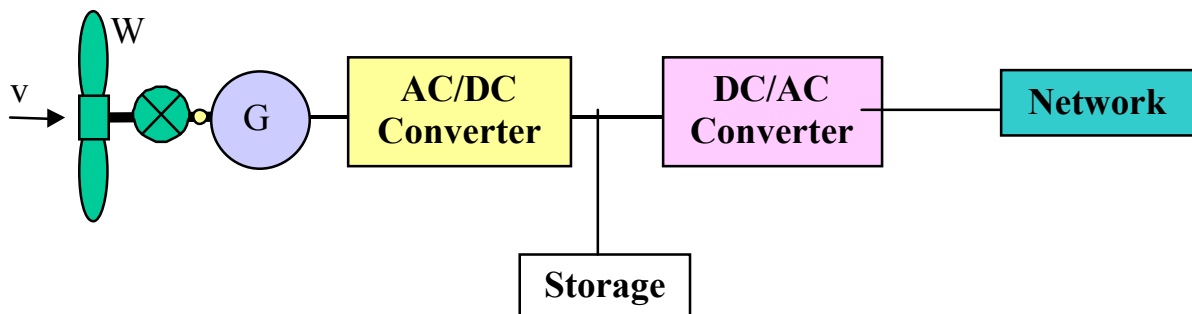 W
v
G
AC/DC
Converter
DC/AC
Converter
Network
Storage